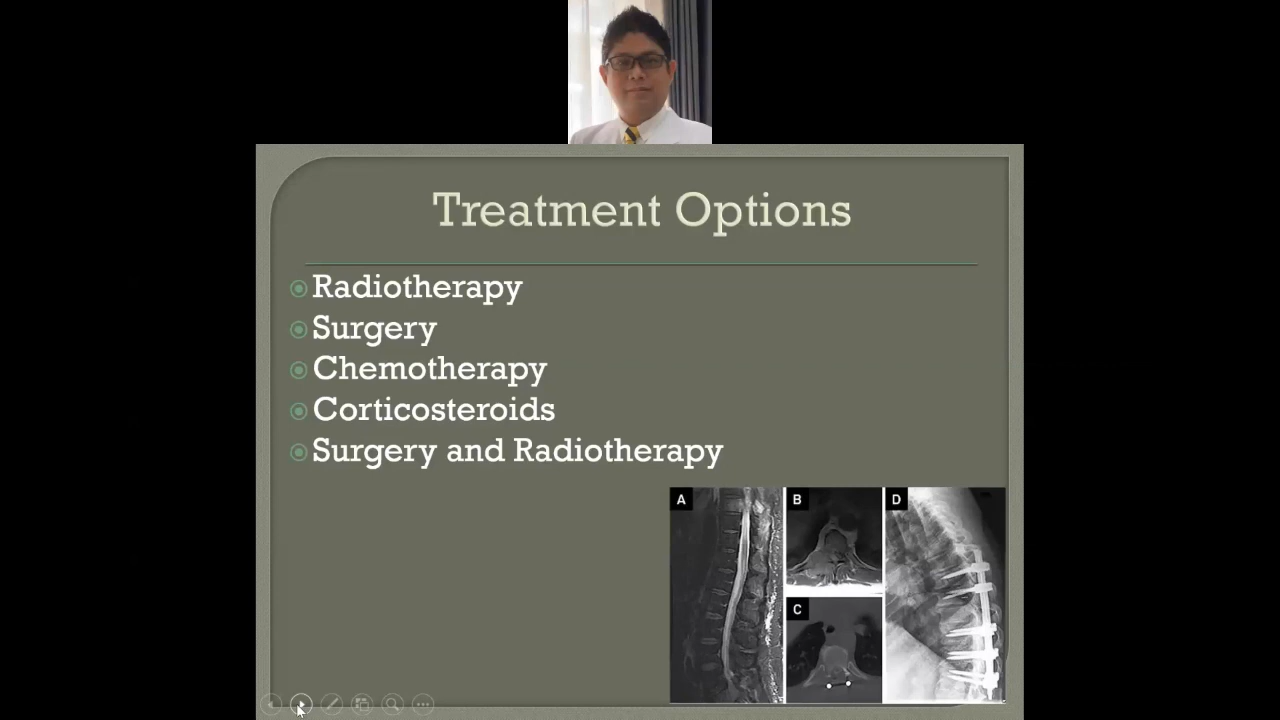 Treatment Options
Radiotherapy
Surgery
Chemotherapy
Corticosteroids
Surgery and Radiotherapy
A
B
D
C